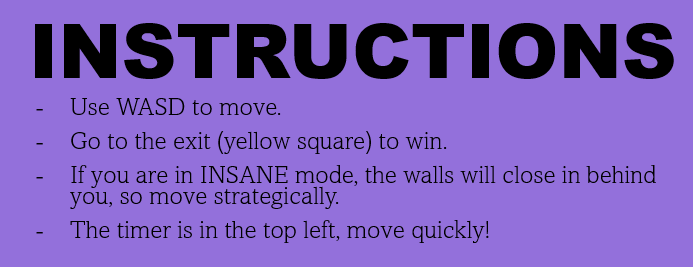 INSTRUCTIONS
- Use WASD to move.
- Go to the exit (yellow square) to win.
- If you are in INSANE mode, the walls will close in behind
you, so move strategically.
- The timer is in the top left, move quickly!